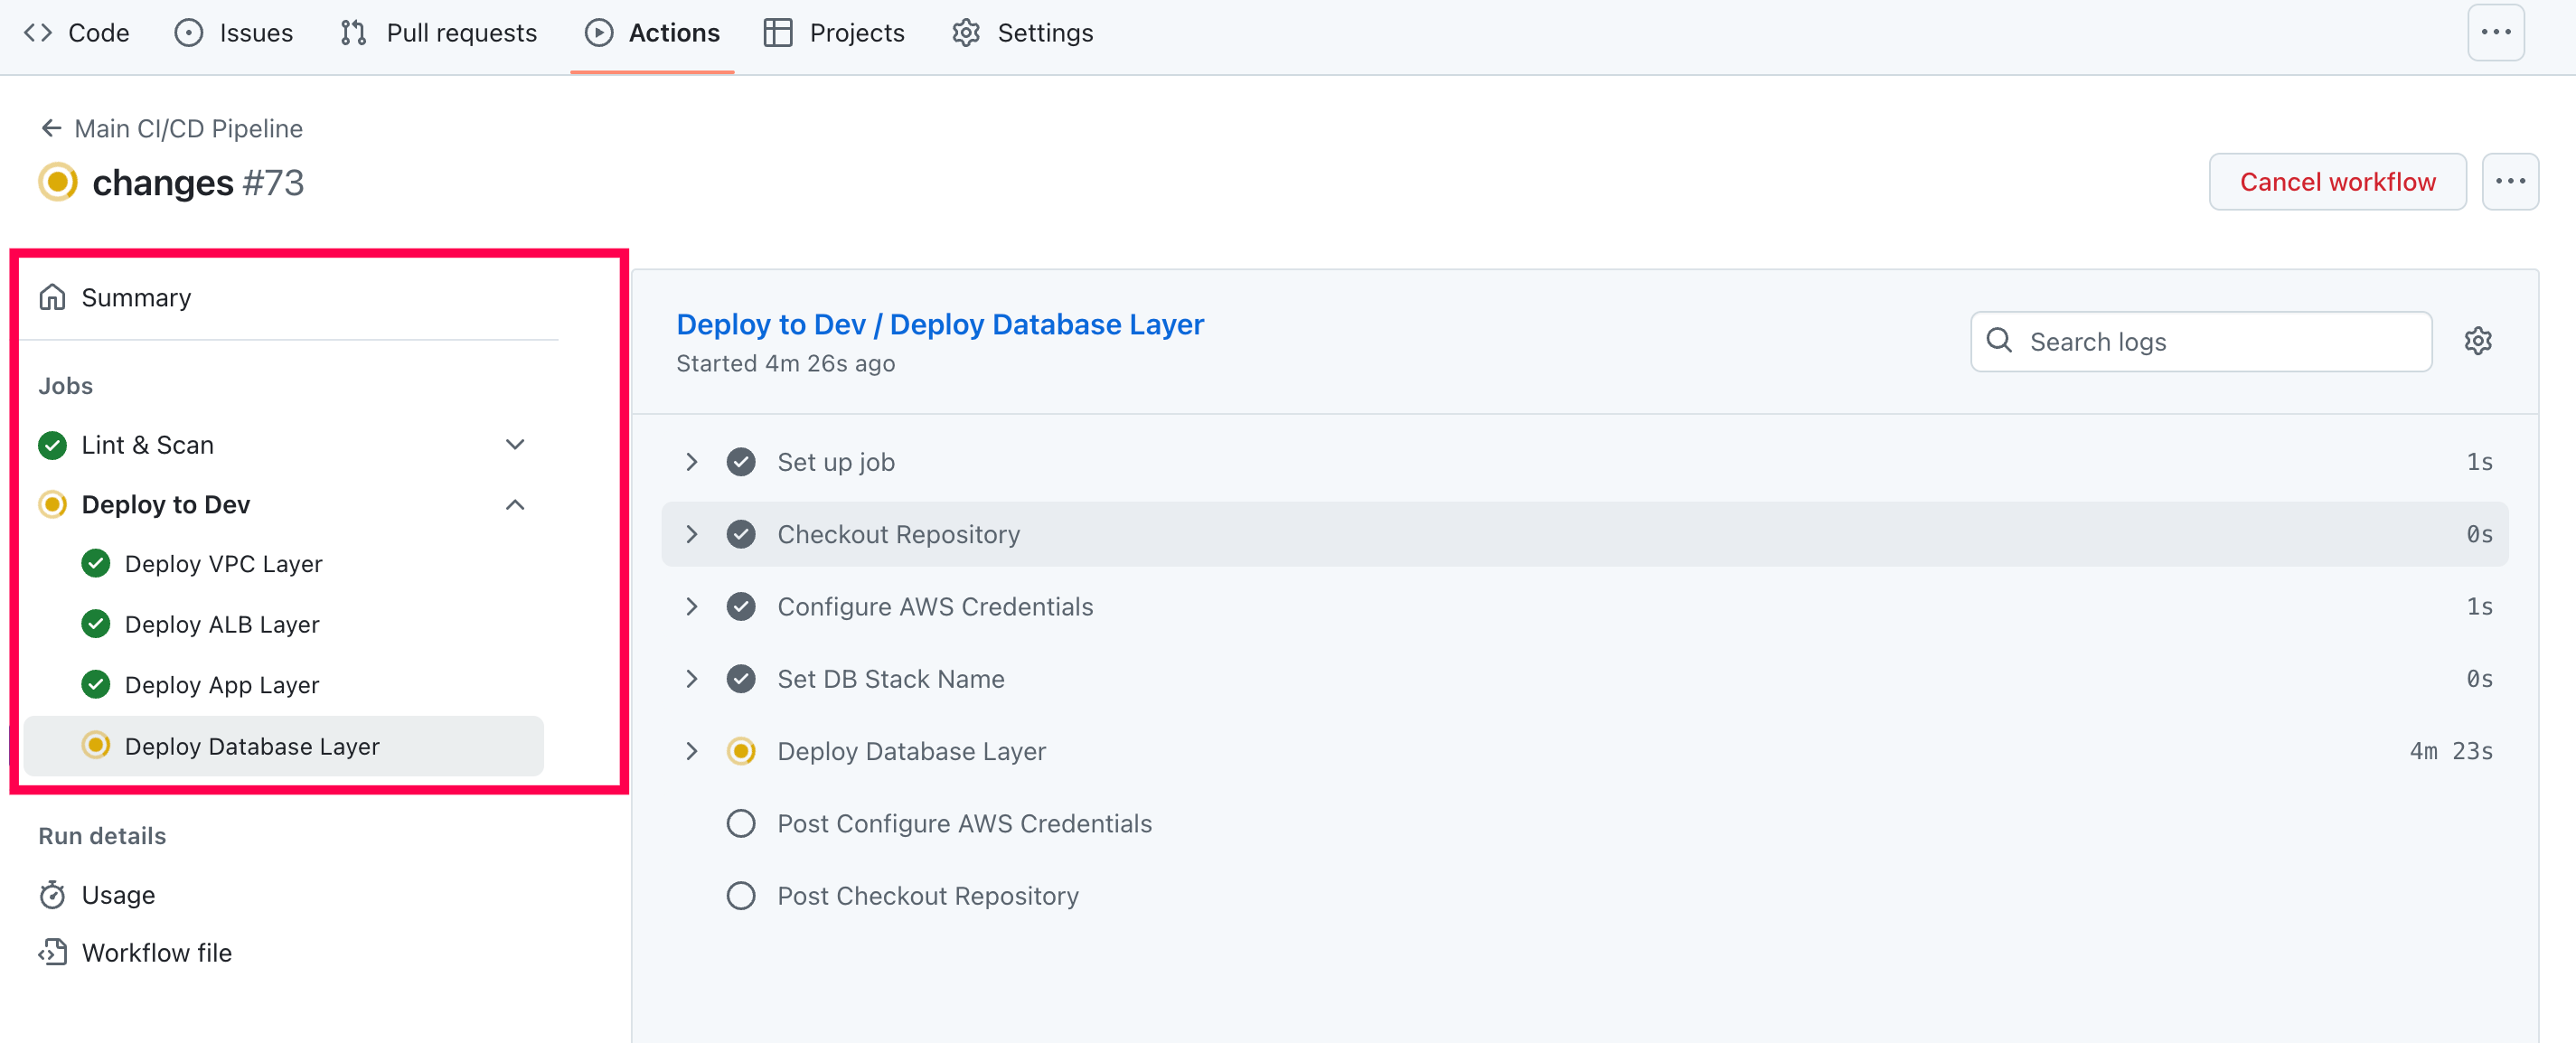 Code Issues Pull requests Actions Projects Settings
Main CI/CD Pipeline
changes #73
Cancel workflow
Summary
Jobs
Lint & Scan
Deploy to Dev
Deploy VPC Layer
Deploy ALB Layer
Deploy App Layer
Deploy Database Layer
Run details
Usage
Workflow file
Deploy to Dev / Deploy Database Layer
Started 4m 26s ago
Search logs
Set up job 1s
Checkout Repository 0s
Configure AWS Credentials 1s
Set DB Stack Name 0s
Deploy Database Layer 4m 23s
Post Configure AWS Credentials
Post Checkout Repository